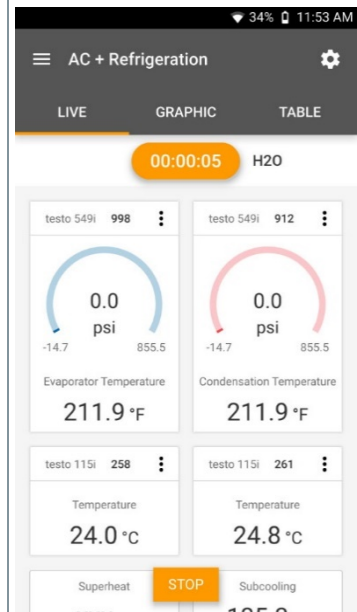 34% 11:53 AM
AC + Refrigeration
LIVE GRAPHIC TABLE
00:00:05 H2O
testo 549i 998 testo 549i 912
0.0 0.0
psi psi
-14.7 855.5 -14.7 855.5
Evaporator Temperature Condensation Temperature
211.9 °F 211.9 °F
testo 115i 258 testo 115i 261
Temperature Temperature
24.0 °C 24.8 °C
Superheat STOP Subcooling